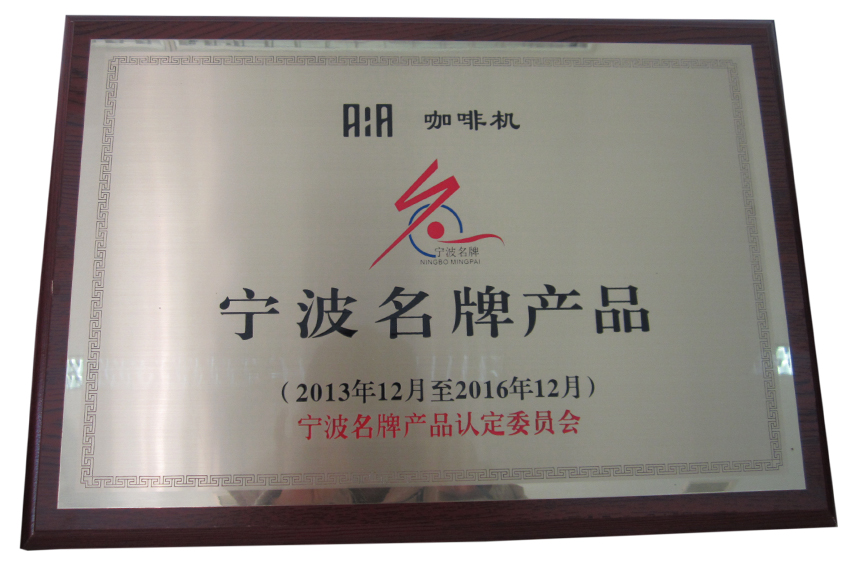 AIA 咖啡机
宁波名牌
NINGBO MINGPAI
宁波名牌产品
（2013年12月至2016年12月）
宁波名牌产品认定委员会